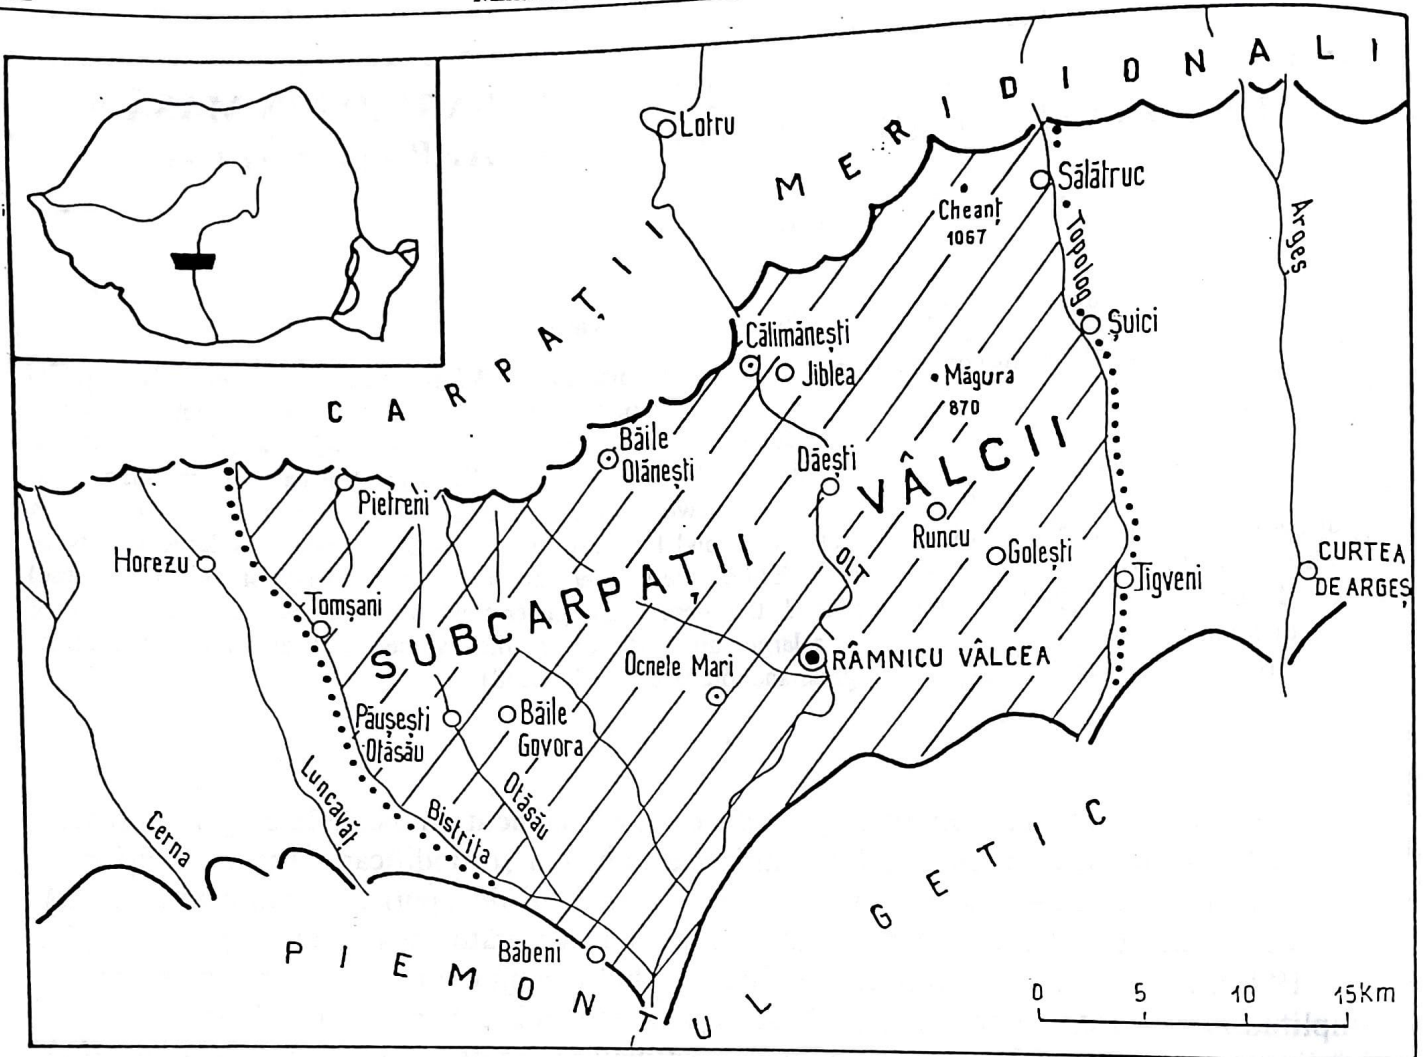 CARPAȚII MERIDIONALI
Lotru
Sălătruc
Cheanț
1067
Topolog
Argeș
Șuici
Călimănești
Jiblea
Măgura
870
Băile
Olănești
Dăești
SUBCARPAȚII VÂLCII
Pietreni
Runcu
Golești
Horezu
OLT
CURTEA
DE ARGEȘ
Tigveni
Tomșani
RÂMNICU VÂLCEA
Ocnele Mari
Păușești
Otăsău
Băile
Govora
Luncavăț
Otăsău
Cerna
Bistrița
Băbeni
PIEMONTUL GETIC
0 5 10 15Km